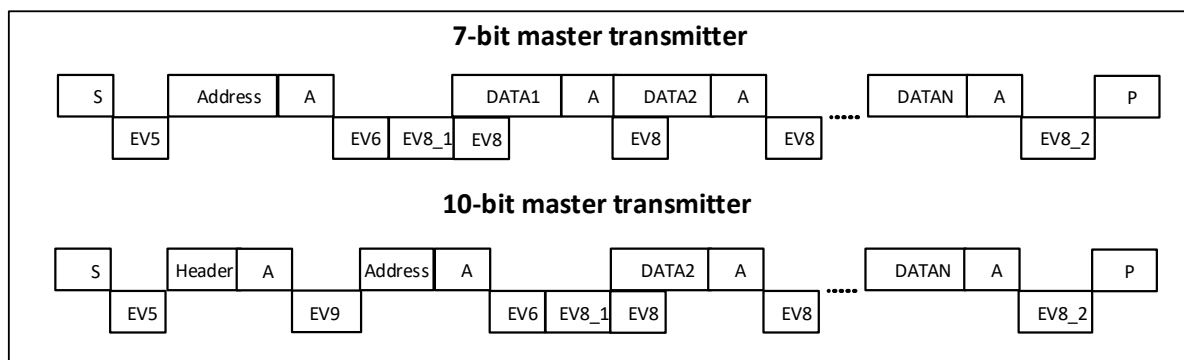 7-bit master transmitter
S Address A DATA1 A DATA2 A ..... DATAN A P
EV5 EV6 EV8_1 EV8 EV8 EV8 EV8_2
10-bit master transmitter
S Header A Address A DATA2 A ..... DATAN A P
EV5 EV9 EV6 EV8_1 EV8 EV8 EV8_2